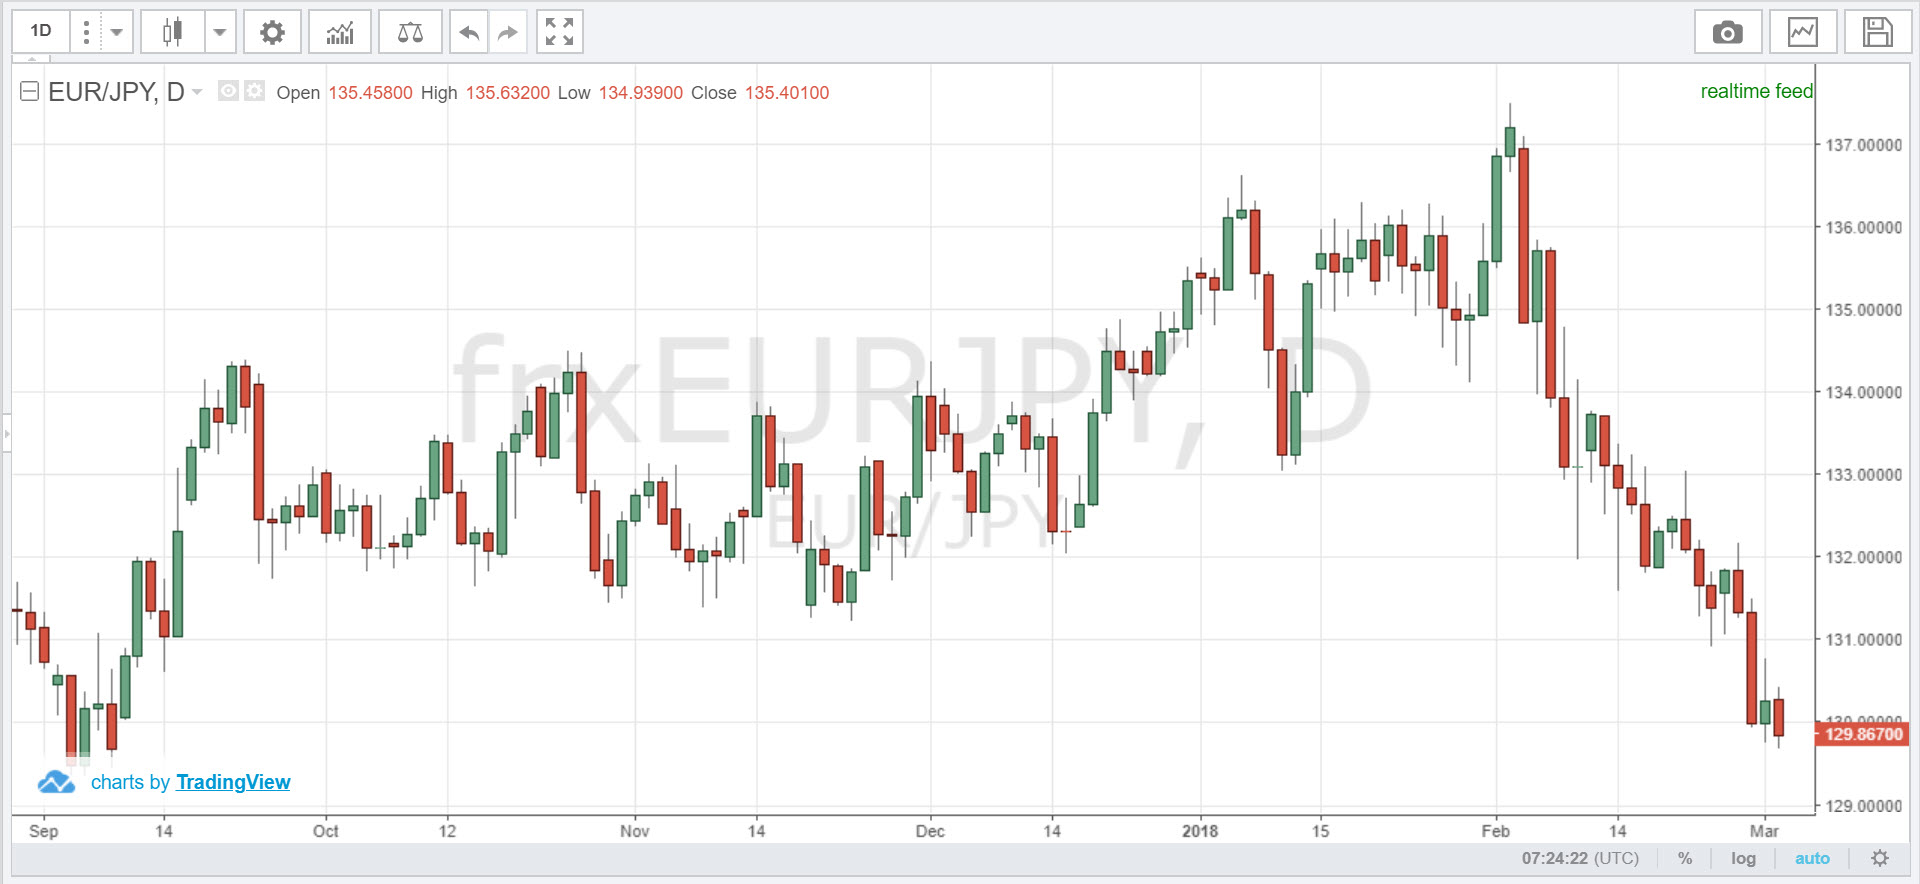 1D
EUR/JPY, D Open 135.45800 High 135.63200 Low 134.93900 Close 135.40100
realtime feed
frxEURJPY, D
EUR/JPY
137.00000
136.00000
135.00000
134.00000
133.00000
132.00000
131.00000
130.00000
129.86700
129.00000
charts by TradingView
Sep 14 Oct 12 Nov 14 Dec 14 2018 15 Feb 14 Mar
07:24:22 (UTC) % log auto